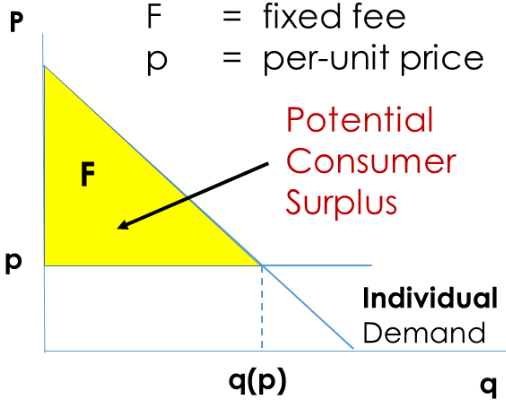 P
F = fixed fee
p = per-unit price
Potential
Consumer
Surplus
F
p
Individual
Demand
q(p)
q